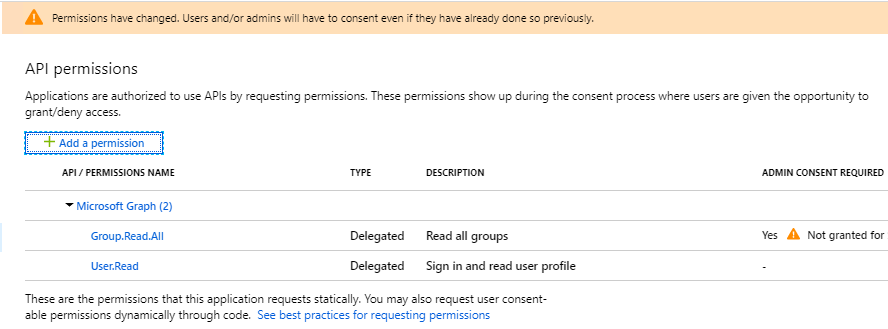 Permissions have changed. Users and/or admins will have to consent even if they have already done so previously.
API permissions
Applications are authorized to use APIs by requesting permissions. These permissions show up during the consent process where users are given the opportunity to
grant/deny access.
+ Add a permission
API / PERMISSIONS NAME TYPE DESCRIPTION ADMIN CONSENT REQUIRED
Microsoft Graph (2)
Group.Read.All Delegated Read all groups Yes Not granted for
User.Read Delegated Sign in and read user profile -
These are the permissions that this application requests statically. You may also request user consent-
able permissions dynamically through code. See best practices for requesting permissions